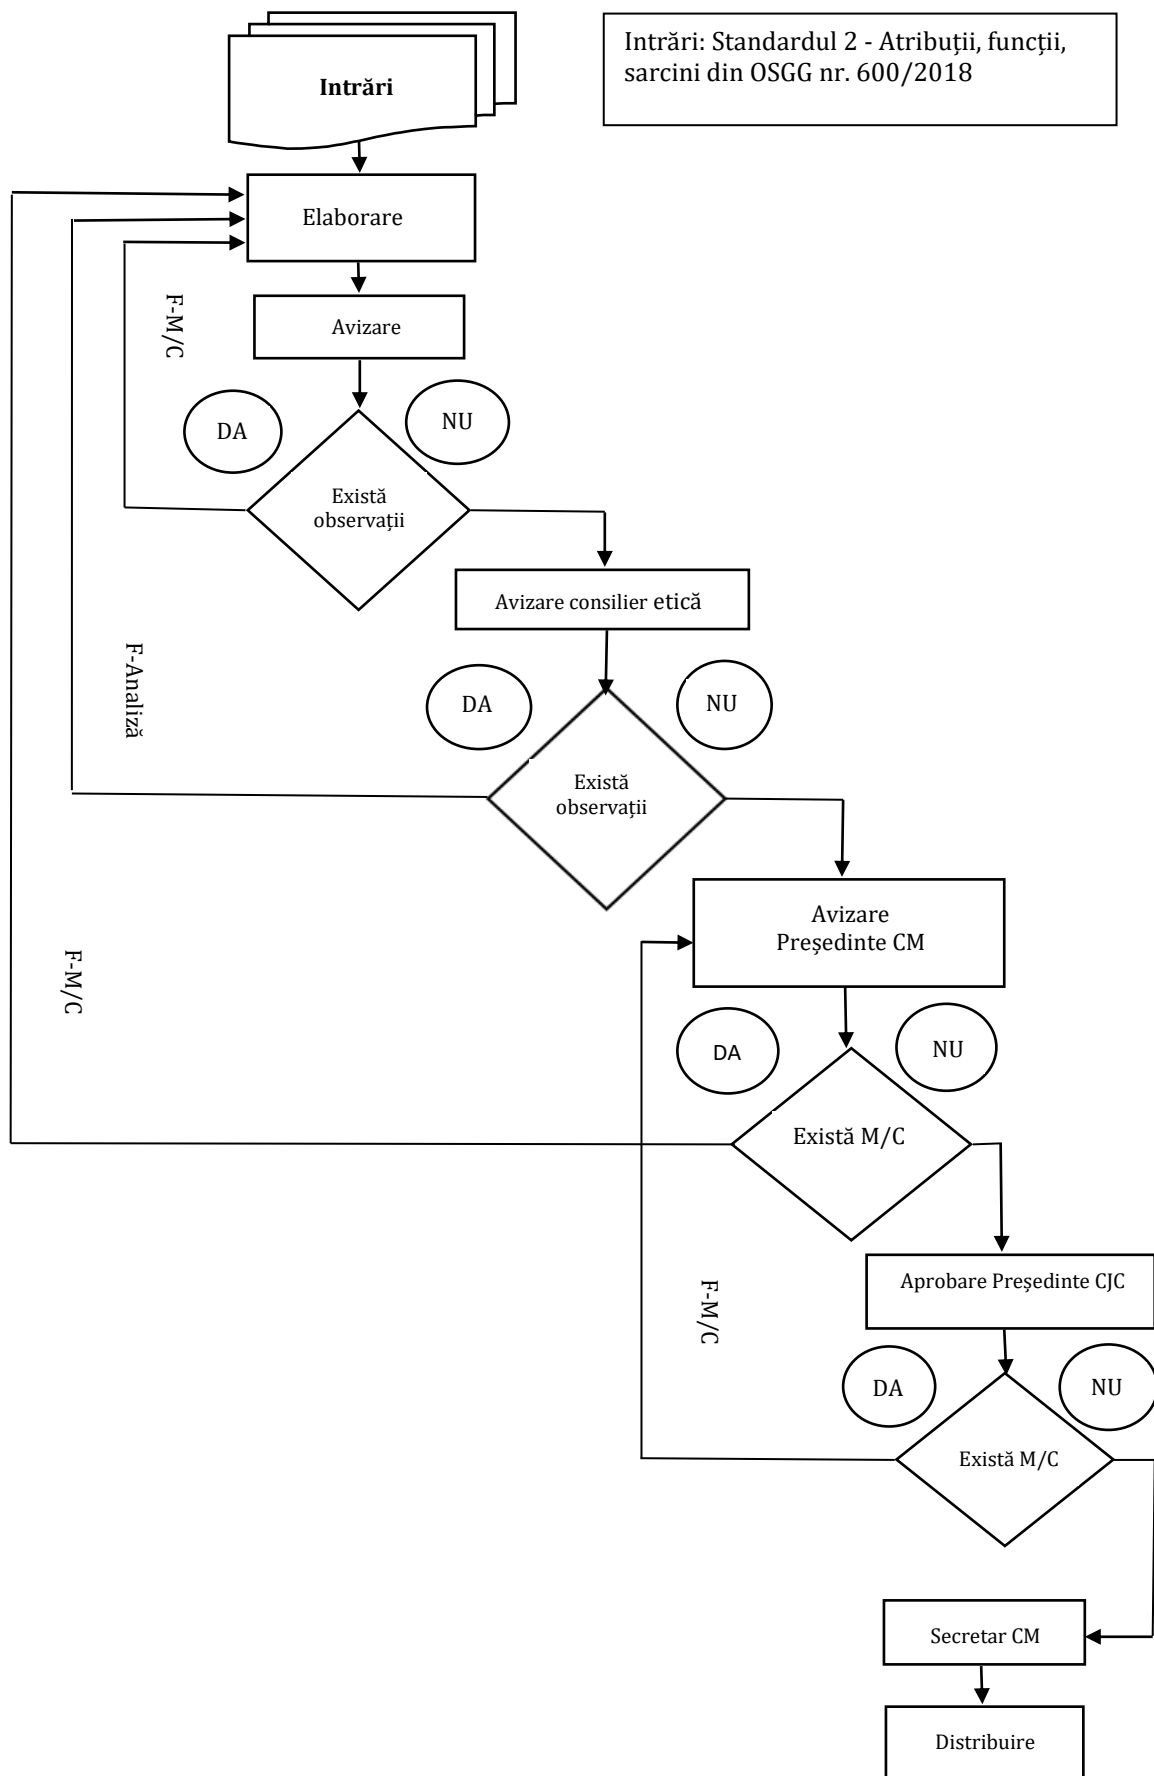 Intrări: Standardul 2 - Atribuții, funcții,
sarcini din OSGG nr. 600/2018
Intrări
Elaborare
F-M/C
Avizare
DA
NU
Există
observații
Avizare consilier etică
F-Analiză
DA
NU
Există
observații
Avizare
Președinte CM
F-M/C
DA
NU
Există M/C
Aprobare Președinte CJC
F-M/C
DA
NU
Există M/C
Secretar CM
Distribuire